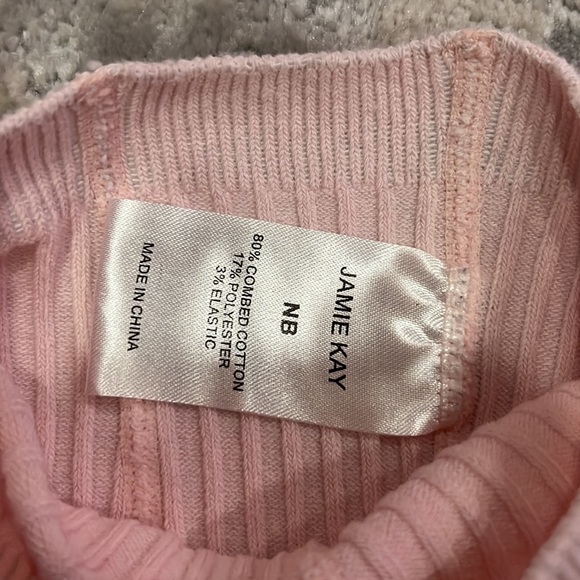 JAMIE KAY
NB
80% COMBED COTTON
17% POLYESTER
3% ELASTIC
MADE IN CHINA